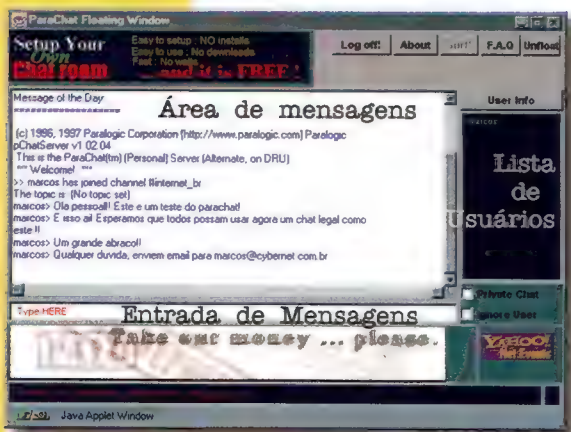 ParaChat Floating Window
Setup Your
Own
Chat room
Easy to setup : NO installs
Easy to use : No downloads
Fast : No waits
... and it is FREE !
Log off!
About
F.A.Q
Unfloat
Message of the Day
Área de mensagens
(c) 1996, 1997 Paralogic Corporation (http://www.paralogic.com) Paralogic
pChatServer v1.02.04
This is the ParaChat(tm) (Personal) Server (Alternate, on DRU)
*** Welcome! ***
>> marcos has joined channel #internet_br
The topic is (No topic set)
marcos> Ola pessoal! Este e um teste do parachat!
marcos> E isso ai! Esperamos que todos possam usar agora um chat legal como
este !!
marcos> Um grande abraco!!
marcos> Qualquer duvida, enviem email para marcos@cybernet.com.br
User Info
marcos
Lista
de
Usuários
Private Chat
Ignore User
Type HERE
Entrada de Mensagens
Take our money ... please.
YAHOO!
Net Events
Java Applet Window